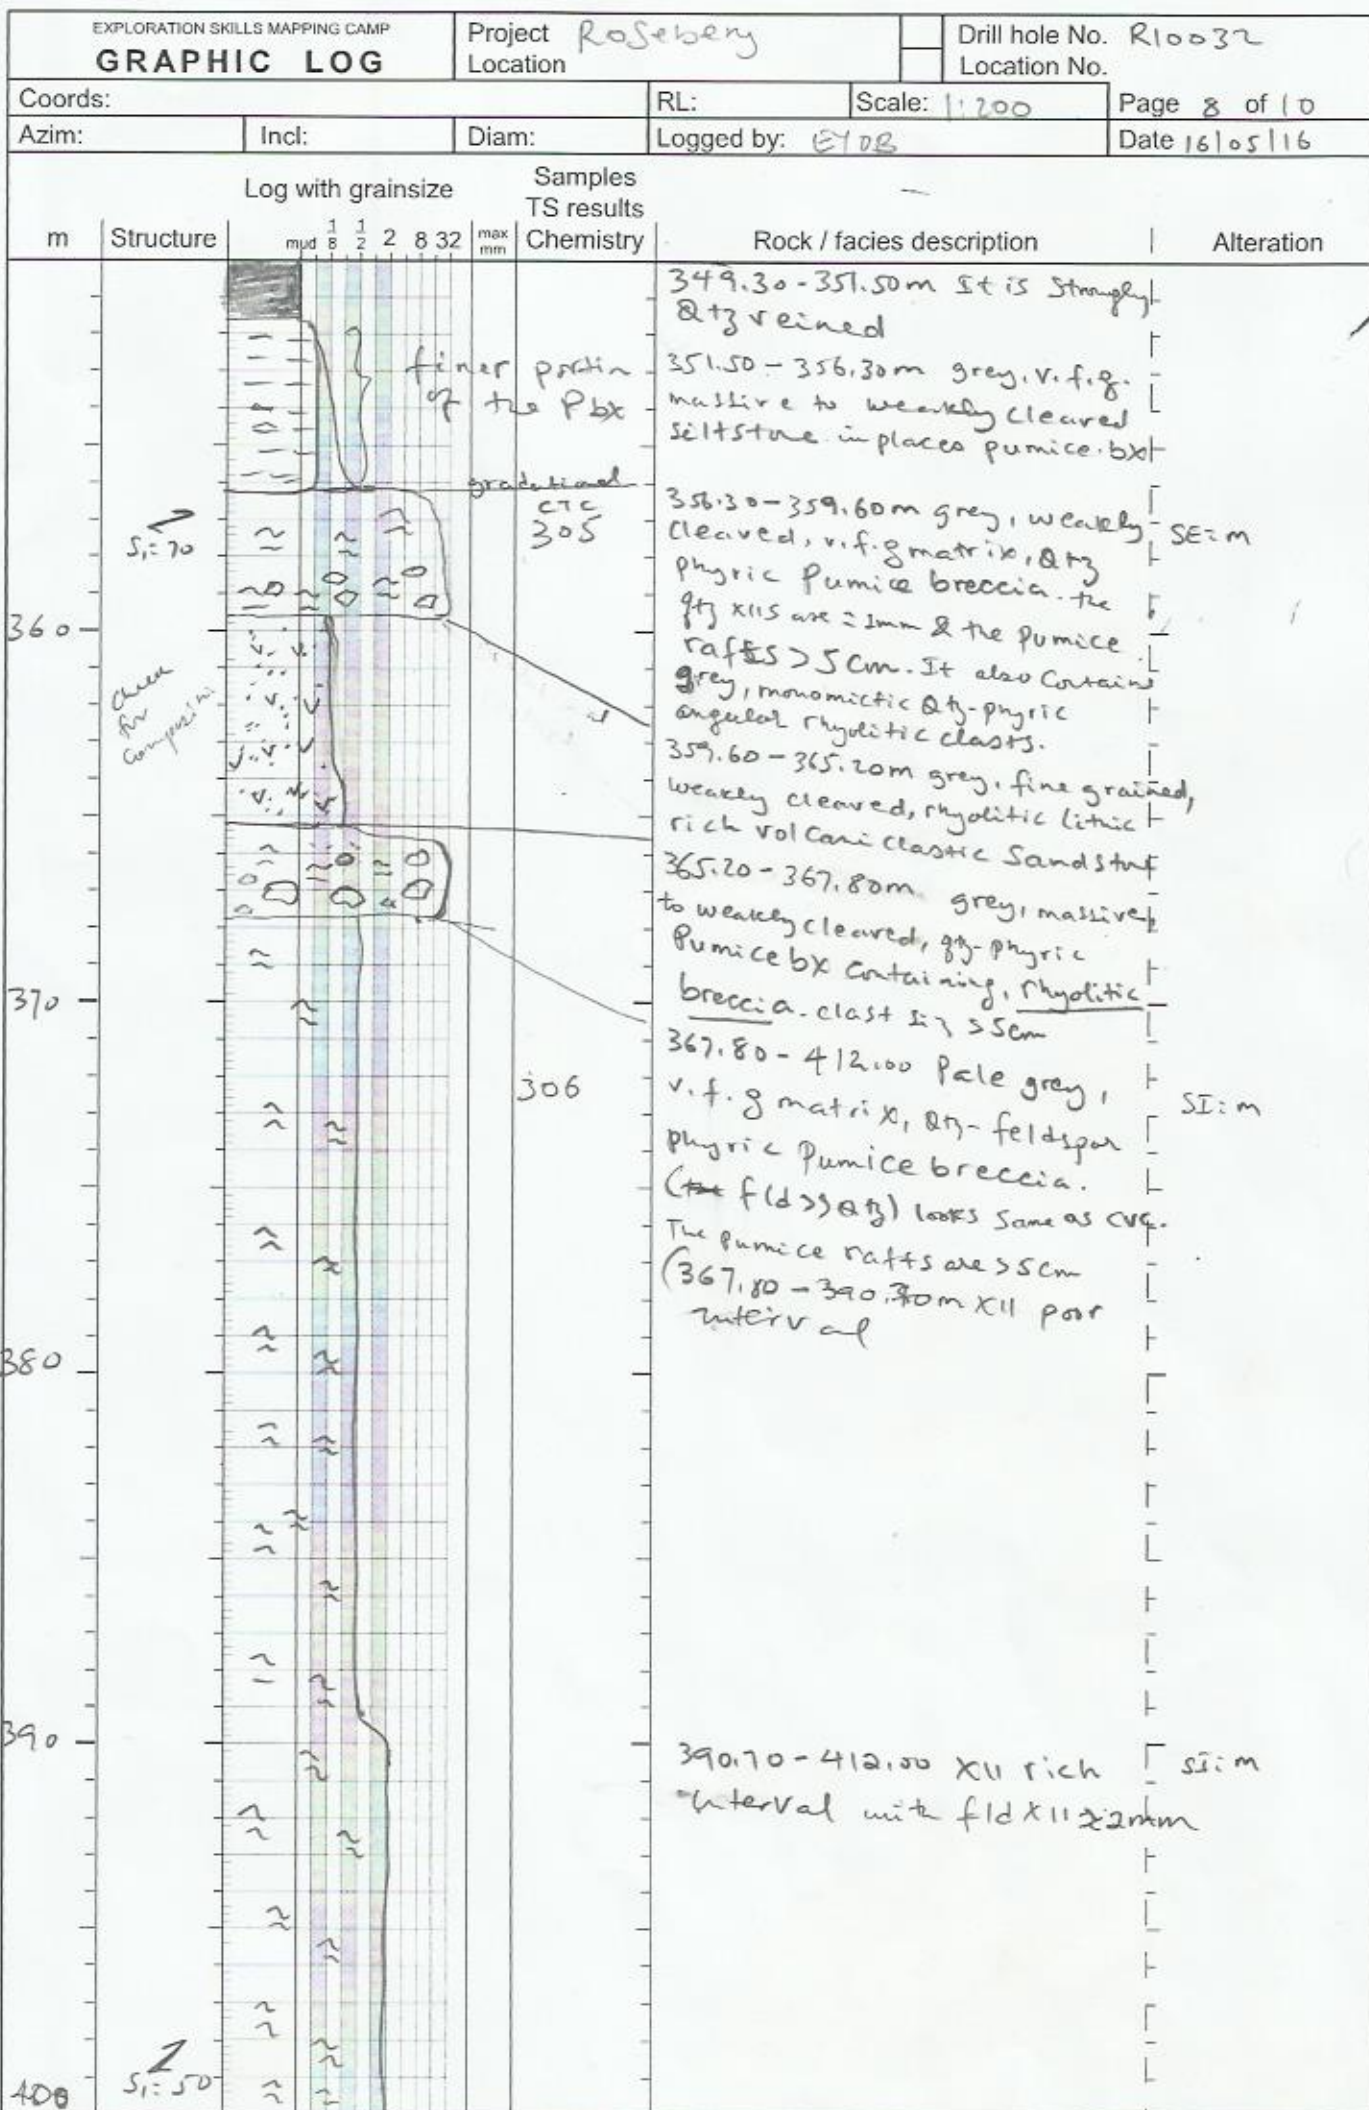 EXPLORATION SKILLS MAPPING CAMP
GRAPHIC LOG
Project Rosebery
Location
Drill hole No. R10032
Location No.
Coords:
RL:
Scale: 1:200
Page 8 of 10
Azim:
Incl:
Diam:
Logged by: EYOB
Date 16/05/16
m
Structure
Log with grainsize
mud 1/8 1/2 2 8 32
max mm
Samples
TS results
Chemistry
Rock / facies description
Alteration
349.30-351.50m It is Strongly
Qtz veined
finer portin
of the Pbx
351.50-356.30m grey, v.f.g.
massive to weakly cleaved
siltstone in places pumice.bx
gradational
CTC
305
S1=70
356.30-359.60m grey, weakly
cleaved, v.f.g matrix, Qtz
phyric Pumice breccia. the
qtz xlls are ≈1mm & the pumice
rafts >5cm. It also contains
grey, monomictic Qtz-phyric
angular rhyolitic clasts.
SE:m
360
check
for
359.60-365.20m grey, fine grained,
weakly cleaved, rhyolitic lithic
rich volcaniclastic Sandstne
365.20-367.80m grey, massive
to weakly cleaved, qz-phyric
Pumice bx containing, rhyolitic
breccia. clast siz >5cm
370
306
367.80-412.00 Pale grey,
v.f.g matrix, Qtz-feldspar
phyric Pumice breccia.
(fld>>Qtz) looks same as CVC.
The pumice rafts are >5cm
(367.80-390.70m Xll poor
interval
SI:m
380
390
390.70-412.00 Xll rich
interval with fld Xll ≥2mm
SI:m
S1=50
400